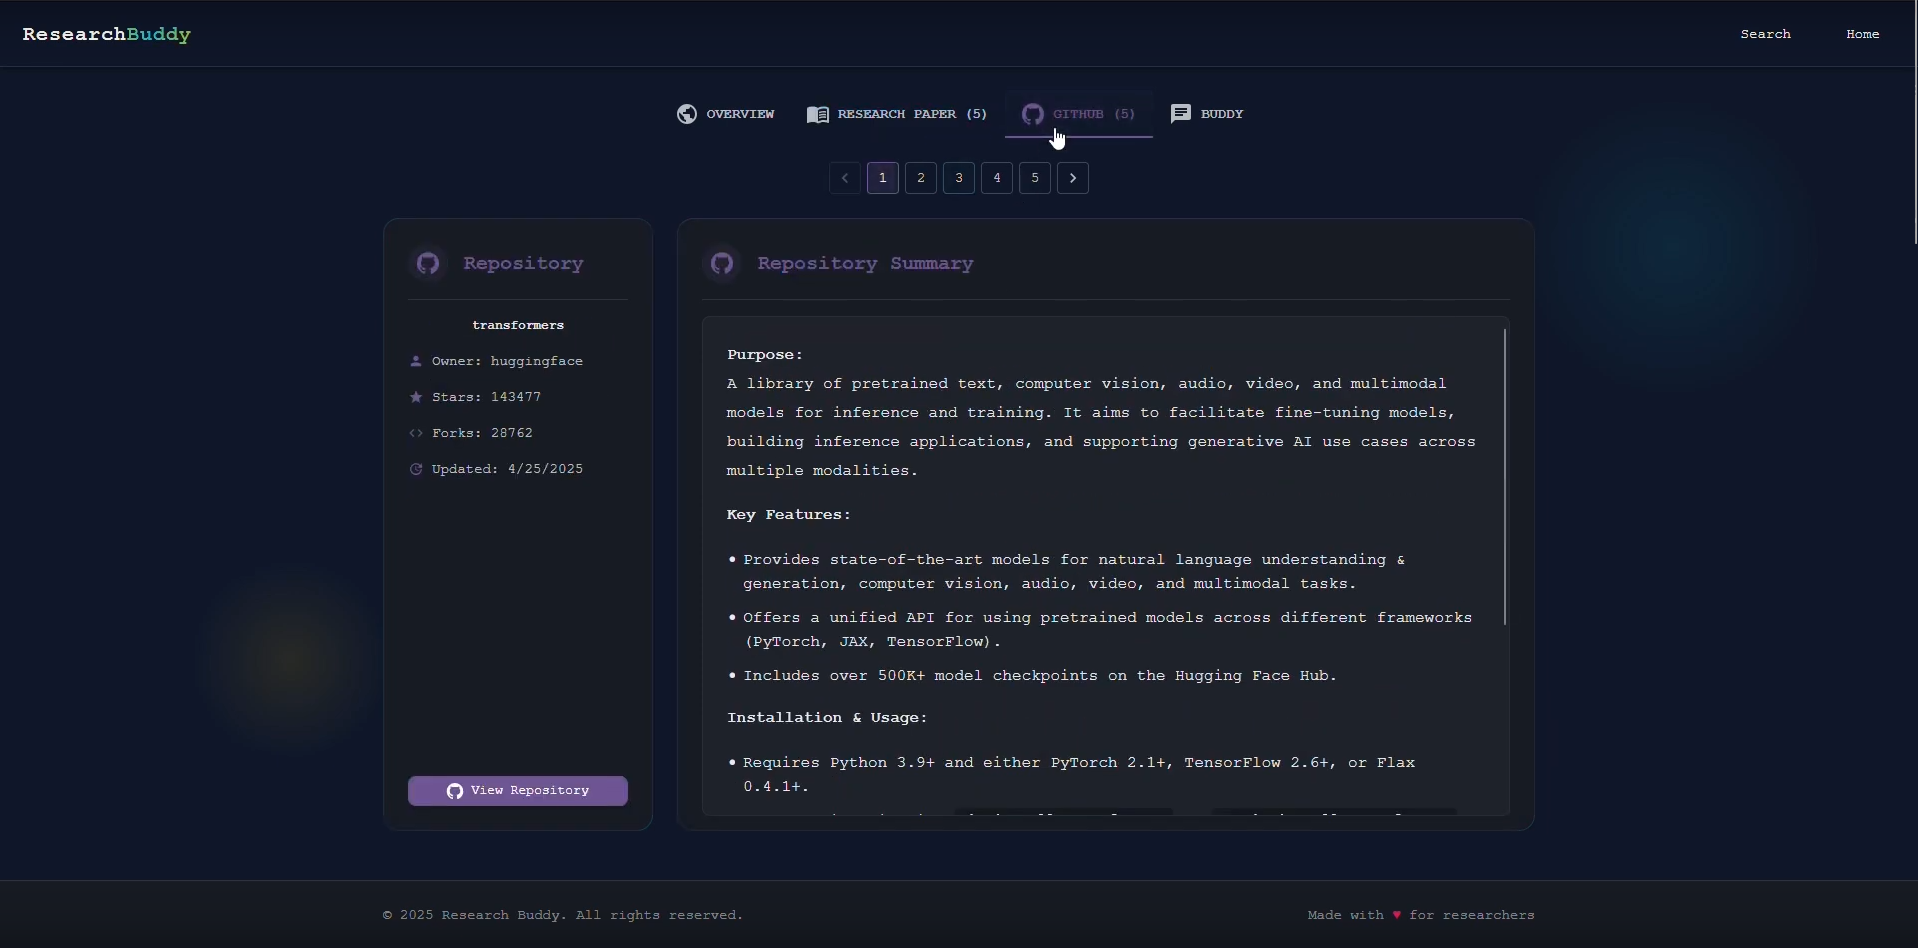 ResearchBuddy
Search
Home
OVERVIEW
RESEARCH PAPER (5)
GITHUB (5)
BUDDY
<
1
2
3
4
5
>
Repository
transformers
Owner: huggingface
Stars: 143477
Forks: 28762
Updated: 4/25/2025
View Repository
Repository Summary
Purpose:
A library of pretrained text, computer vision, audio, video, and multimodal
models for inference and training. It aims to facilitate fine-tuning models,
building inference applications, and supporting generative AI use cases across
multiple modalities.
Key Features:
• Provides state-of-the-art models for natural language understanding &
generation, computer vision, audio, video, and multimodal tasks.
• Offers a unified API for using pretrained models across different frameworks
(PyTorch, JAX, TensorFlow).
• Includes over 500K+ model checkpoints on the Hugging Face Hub.
Installation & Usage:
• Requires Python 3.9+ and either PyTorch 2.1+, TensorFlow 2.6+, or Flax
0.4.1+.
© 2025 Research Buddy. All rights reserved.
Made with ♥ for researchers